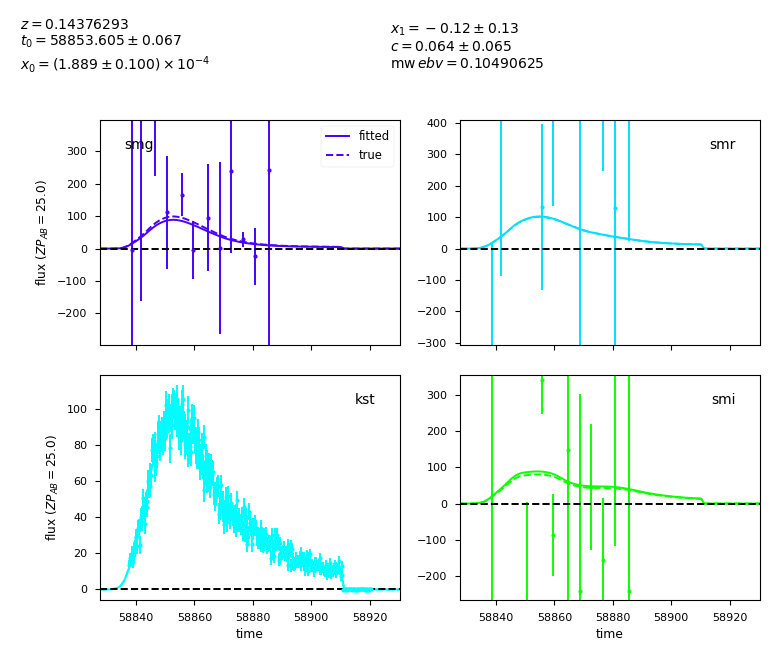 z = 0.14376293
t₀ = 58853.605 ± 0.067
x₀ = (1.889 ± 0.100) × 10⁻⁴
x₁ = −0.12 ± 0.13
c = 0.064 ± 0.065
mw ebv = 0.10490625
smg
fitted
true
300
200
100
0
−100
−200
flux (ZP_AB = 25.0)
smr
400
300
200
100
0
−100
−200
−300
kst
100
80
60
40
20
0
flux (ZP_AB = 25.0)
58840 58860 58880 58900 58920
time
smi
300
200
100
0
−100
−200
58840 58860 58880 58900 58920
time